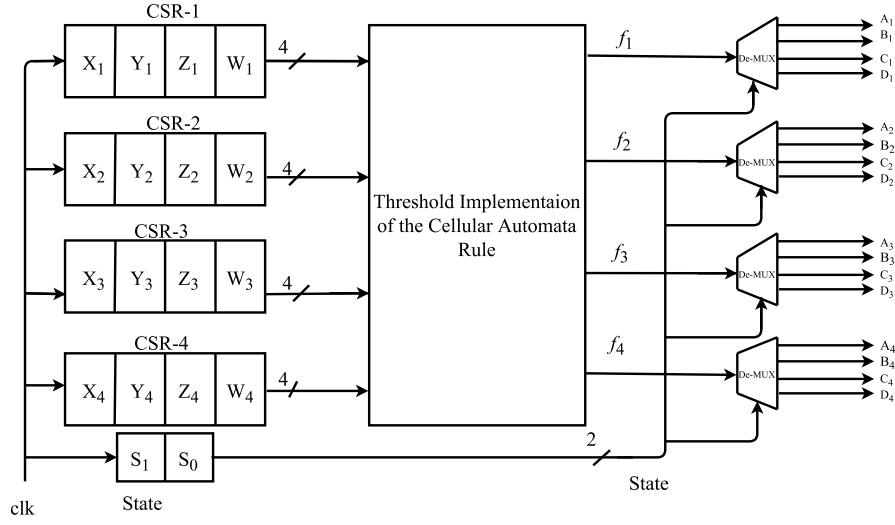 CSR-1
X1 Y1 Z1 W1
4
CSR-2
X2 Y2 Z2 W2
4
CSR-3
X3 Y3 Z3 W3
4
CSR-4
X4 Y4 Z4 W4
4
S1 S0
clk
State
Threshold Implementaion
of the Cellular Automata
Rule
f1
f2
f3
f4
2
State
De-MUX
A1
B1
C1
D1
De-MUX
A2
B2
C2
D2
De-MUX
A3
B3
C3
D3
De-MUX
A4
B4
C4
D4